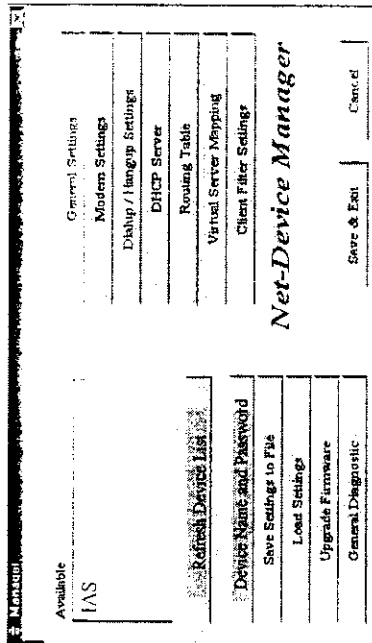 Available
IAS
Refresh Device List
Device Name and Password
Save Settings to File
Load Settings
Upgrade Firmware
General Diagnostic
General Settings
Modem Settings
Dialup / Hangup Settings
DHCP Server
Routing Table
Virtual Server Mapping
Client Filter Settings
Net-Device Manager
Save & Exit
Cancel